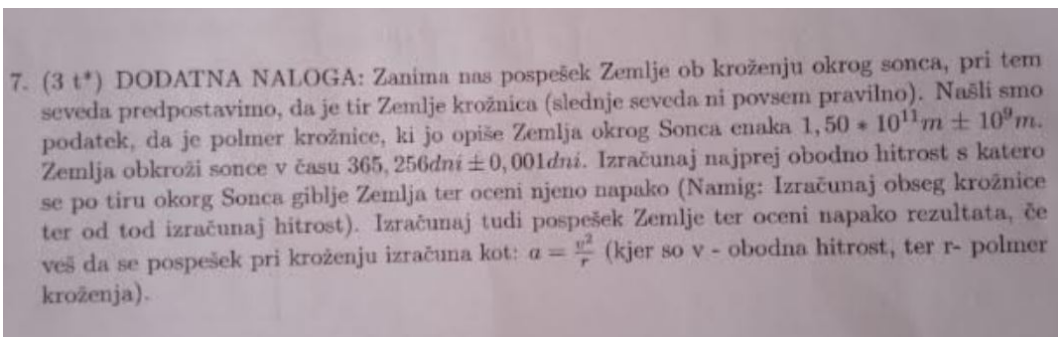 7. (3 t*) DODATNA NALOGA: Zanima nas pospešek Zemlje ob kroženju okrog sonca, pri tem
seveda predpostavimo, da je tir Zemlje krožnica (slednje seveda ni povsem pravilno). Našli smo
podatek, da je polmer krožnice, ki jo opiše Zemlja okrog Sonca enaka 1,50 * 10¹¹m ± 10⁹m.
Zemlja obkroži sonce v času 365,256dni ± 0,001dni. Izračunaj najprej obodno hitrost s katero
se po tiru okorg Sonca giblje Zemlja ter oceni njeno napako (Namig: Izračunaj obseg krožnice
ter od tod izračunaj hitrost). Izračunaj tudi pospešek Zemlje ter oceni napako rezultata, če
veš da se pospešek pri kroženju izračuna kot: a = v²/r (kjer so v - obodna hitrost, ter r- polmer
kroženja).